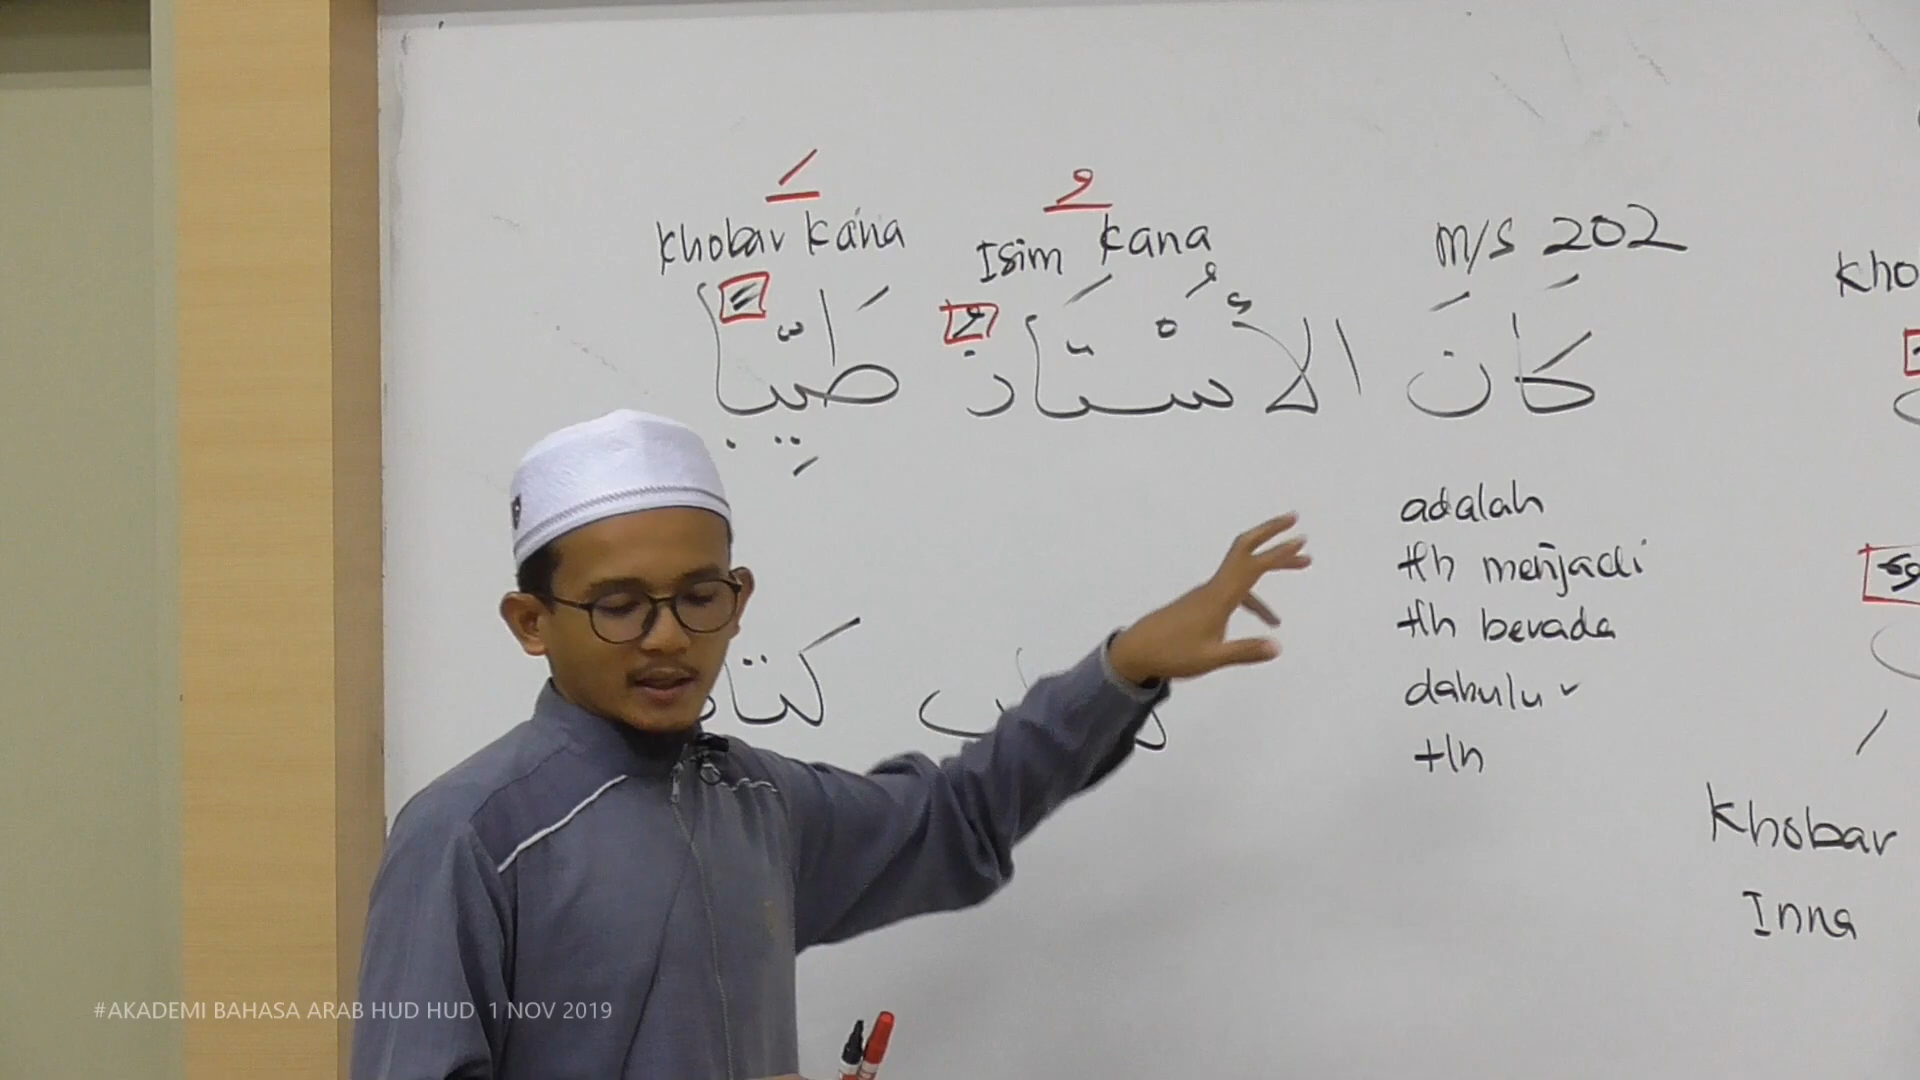 Khobar Kana
Isim Kana
m/s 202
كَانَ الأُسْتَاذُ طَيِّبًا
adalah
tlh menjadi
tlh berada
dahulu ✓
tlh
Khobar
Inna
#AKADEMI BAHASA ARAB HUD HUD 1 NOV 2019